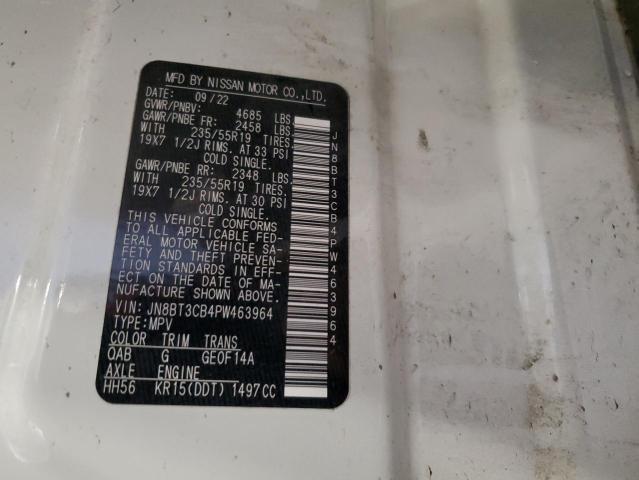 MFD BY NISSAN MOTOR CO.,LTD.
DATE: 09/22
GVWR/PNBV: 4685 LBS
GAWR/PNBE FR: 2458 LBS
WITH 235/55R19 TIRES.
19X7 1/2J RIMS. AT 33 PSI
COLD SINGLE.
GAWR/PNBE RR: 2348 LBS.
WITH 235/55R19 TIRES.
19X7 1/2J RIMS. AT 30 PSI
COLD SINGLE.
THIS VEHICLE CONFORMS
TO ALL APPLICABLE FED-
ERAL MOTOR VEHICLE SAF-
FETY AND THEFT PREVEN-
TION STANDARDS IN EFF-
ECT ON THE DATE OF MA-
NUFACTURE SHOWN ABOVE.
VIN: JN8BT3CB4PW463964
TYPE:MPV
COLOR TRIM TRANS
QAB G GE0F14A
AXLE ENGINE
HH56 KR15(DDT) 1497CC
JN8BT3CB4PW463964